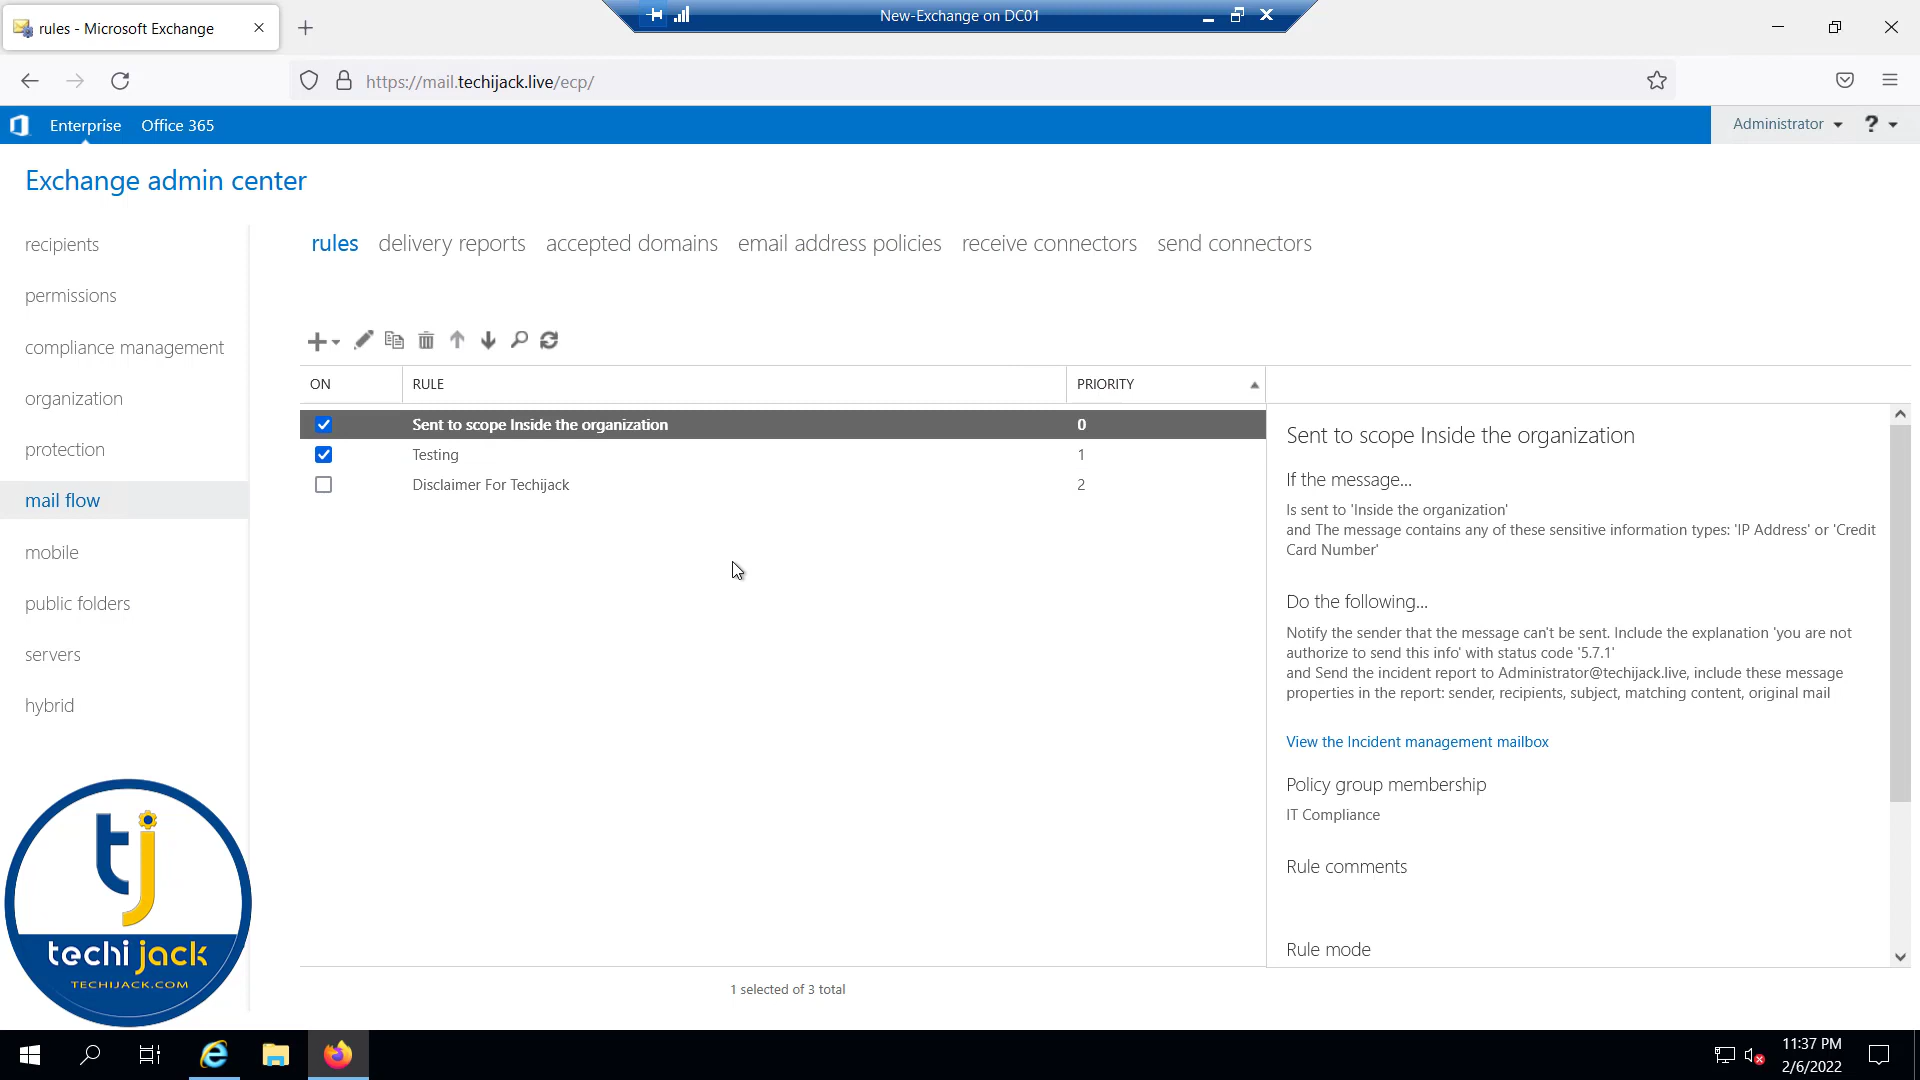 New-Exchange on DC01
rules - Microsoft Exchange
https://mail.techijack.live/ecp/
Enterprise Office 365
Administrator ?
Exchange admin center
recipients
permissions
compliance management
organization
protection
mail flow
mobile
public folders
servers
hybrid
rules delivery reports accepted domains email address policies receive connectors send connectors
ON RULE PRIORITY
Sent to scope Inside the organization 0
Testing 1
Disclaimer For Techijack 2
1 selected of 3 total
Sent to scope Inside the organization
If the message...
Is sent to 'Inside the organization'
and The message contains any of these sensitive information types: 'IP Address' or 'Credit
Card Number'
Do the following...
Notify the sender that the message can't be sent. Include the explanation 'you are not
authorize to send this info' with status code '5.7.1'
and Send the incident report to Administrator@techijack.live, include these message
properties in the report: sender, recipients, subject, matching content, original mail
View the Incident management mailbox
Policy group membership
IT Compliance
Rule comments
Rule mode
tj
techijack
TECHIJACK.COM
11:37 PM
2/6/2022